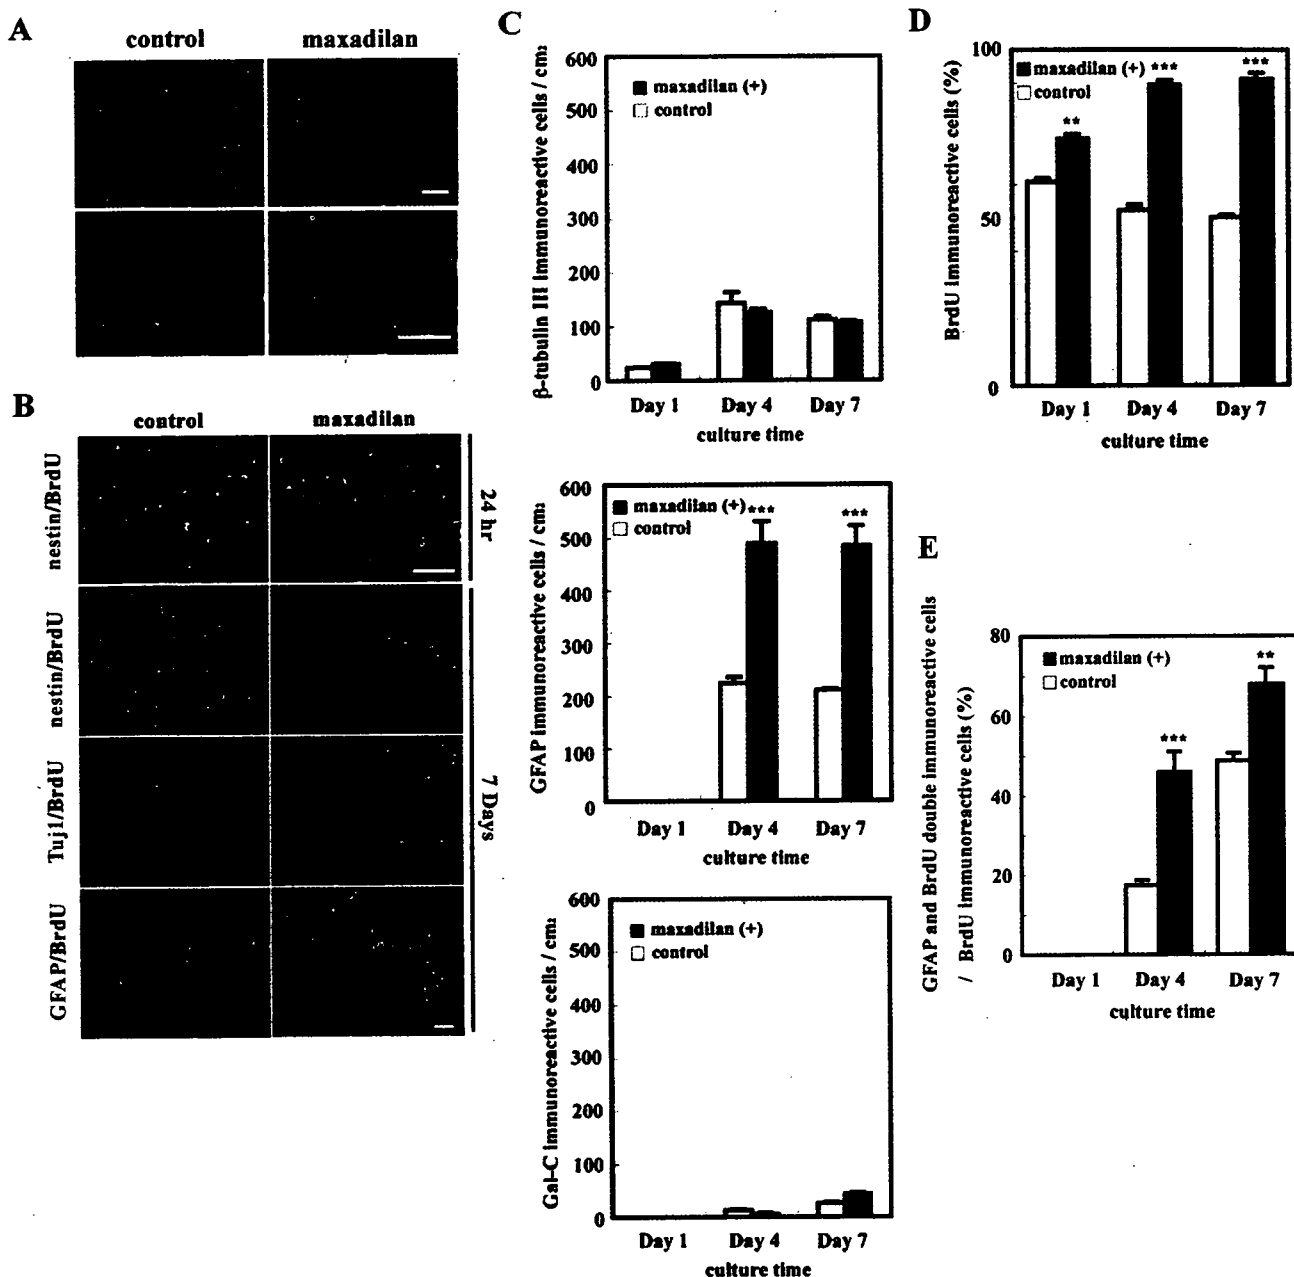 A
control
maxadilan
B
control
maxadilan
nestin/BrdU
24 hr
nestin/BrdU
Tuj1/BrdU
GFAP/BrdU
7 Days
C
β-tubulin III immunoreactive cells / cm2
600
500
400
300
200
100
0
maxadilan (+)
control
Day 1
Day 4
Day 7
culture time
GFAP immunoreactive cells / cm2
600
500
400
300
200
100
0
maxadilan (+)
control
***
***
Day 1
Day 4
Day 7
culture time
Gal-C immunoreactive cells / cm2
600
500
400
300
200
100
0
maxadilan (+)
control
Day 1
Day 4
Day 7
culture time
D
BrdU immunoreactive cells (%)
100
50
0
maxadilan (+)
control
**
***
***
Day 1
Day 4
Day 7
culture time
E
GFAP and BrdU double immunoreactive cells
/ BrdU immunoreactive cells (%)
80
60
40
20
0
maxadilan (+)
control
***
**
Day 1
Day 4
Day 7
culture time